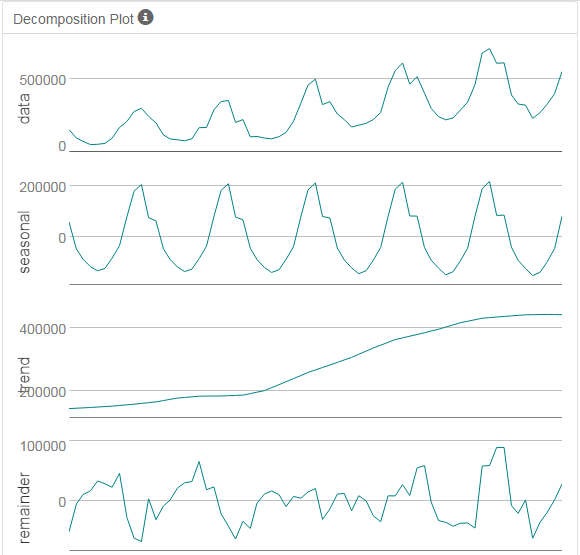 Decomposition Plot
data
500000
0
seasonal
200000
0
trend
400000
200000
remainder
100000
0